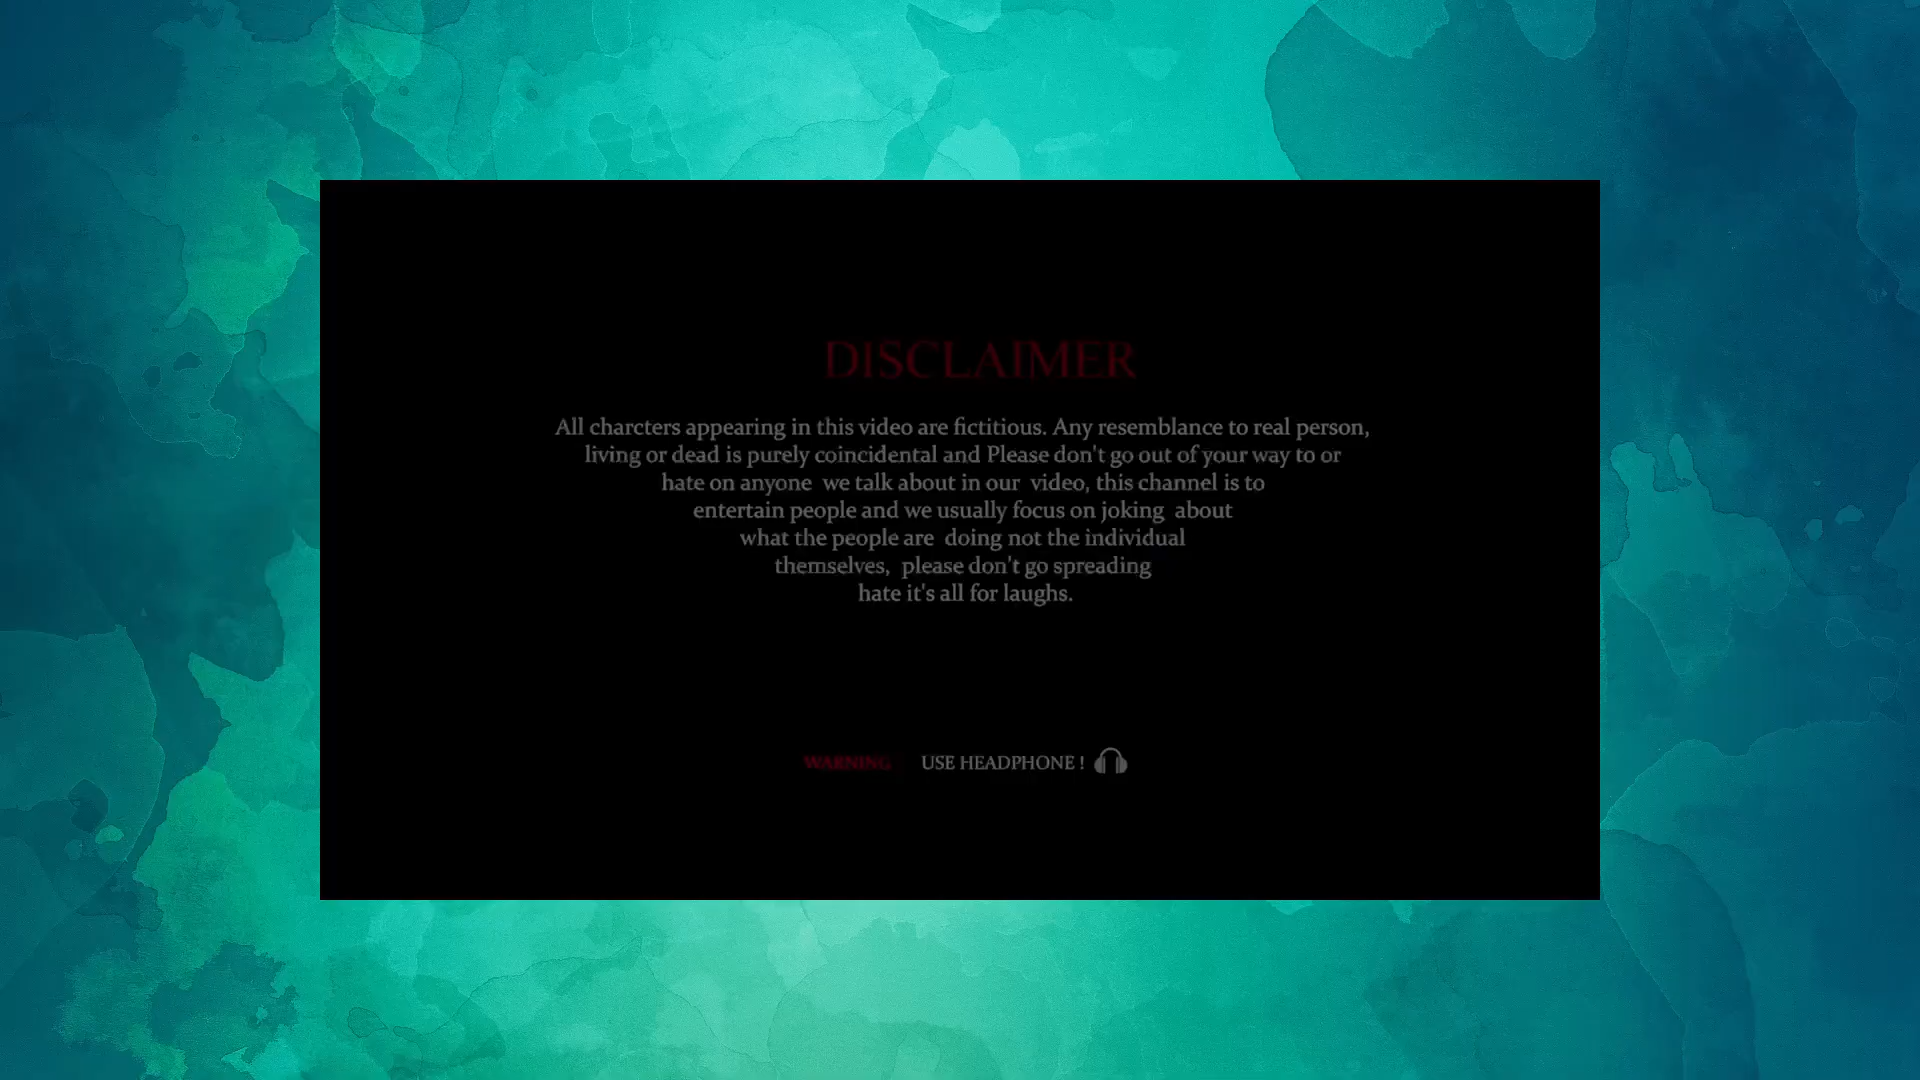 DISCLAIMER
All charcters appearing in this video are fictitious. Any resemblance to real person,
living or dead is purely coincidental and Please don't go out of your way to or
hate on anyone we talk about in our video, this channel is to
entertain people and we usually focus on joking about
what the people are doing not the individual
themselves, please don't go spreading
hate it's all for laughs.
WARNING USE HEADPHONE !